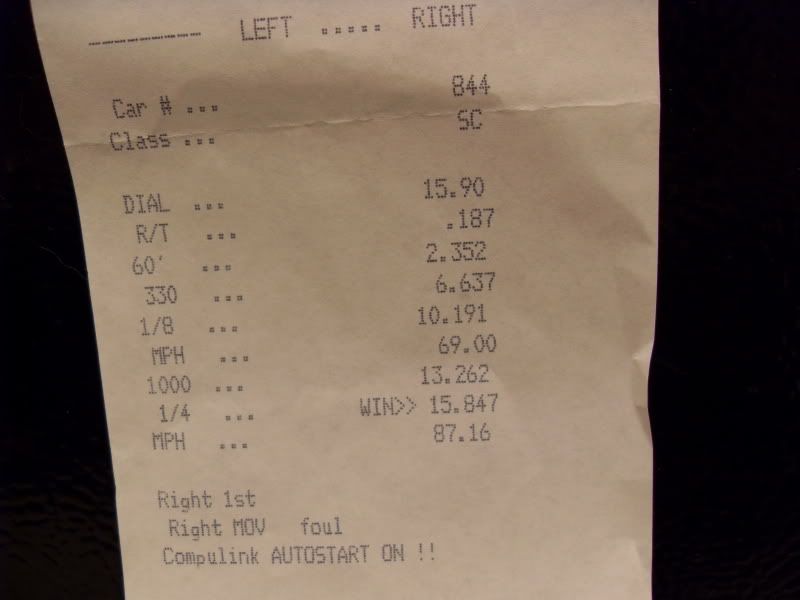 ---------- LEFT ..... RIGHT
Car # ... 844
Class ... SC
DIAL ... 15.90
R/T ... .187
60' ... 2.352
330 ... 6.637
1/8 ... 10.191
MPH ... 69.00
1000 ... 13.262
1/4 ... WIN>> 15.847
MPH ... 87.16
Right 1st
Right MOV foul
Compulink AUTOSTART ON !!